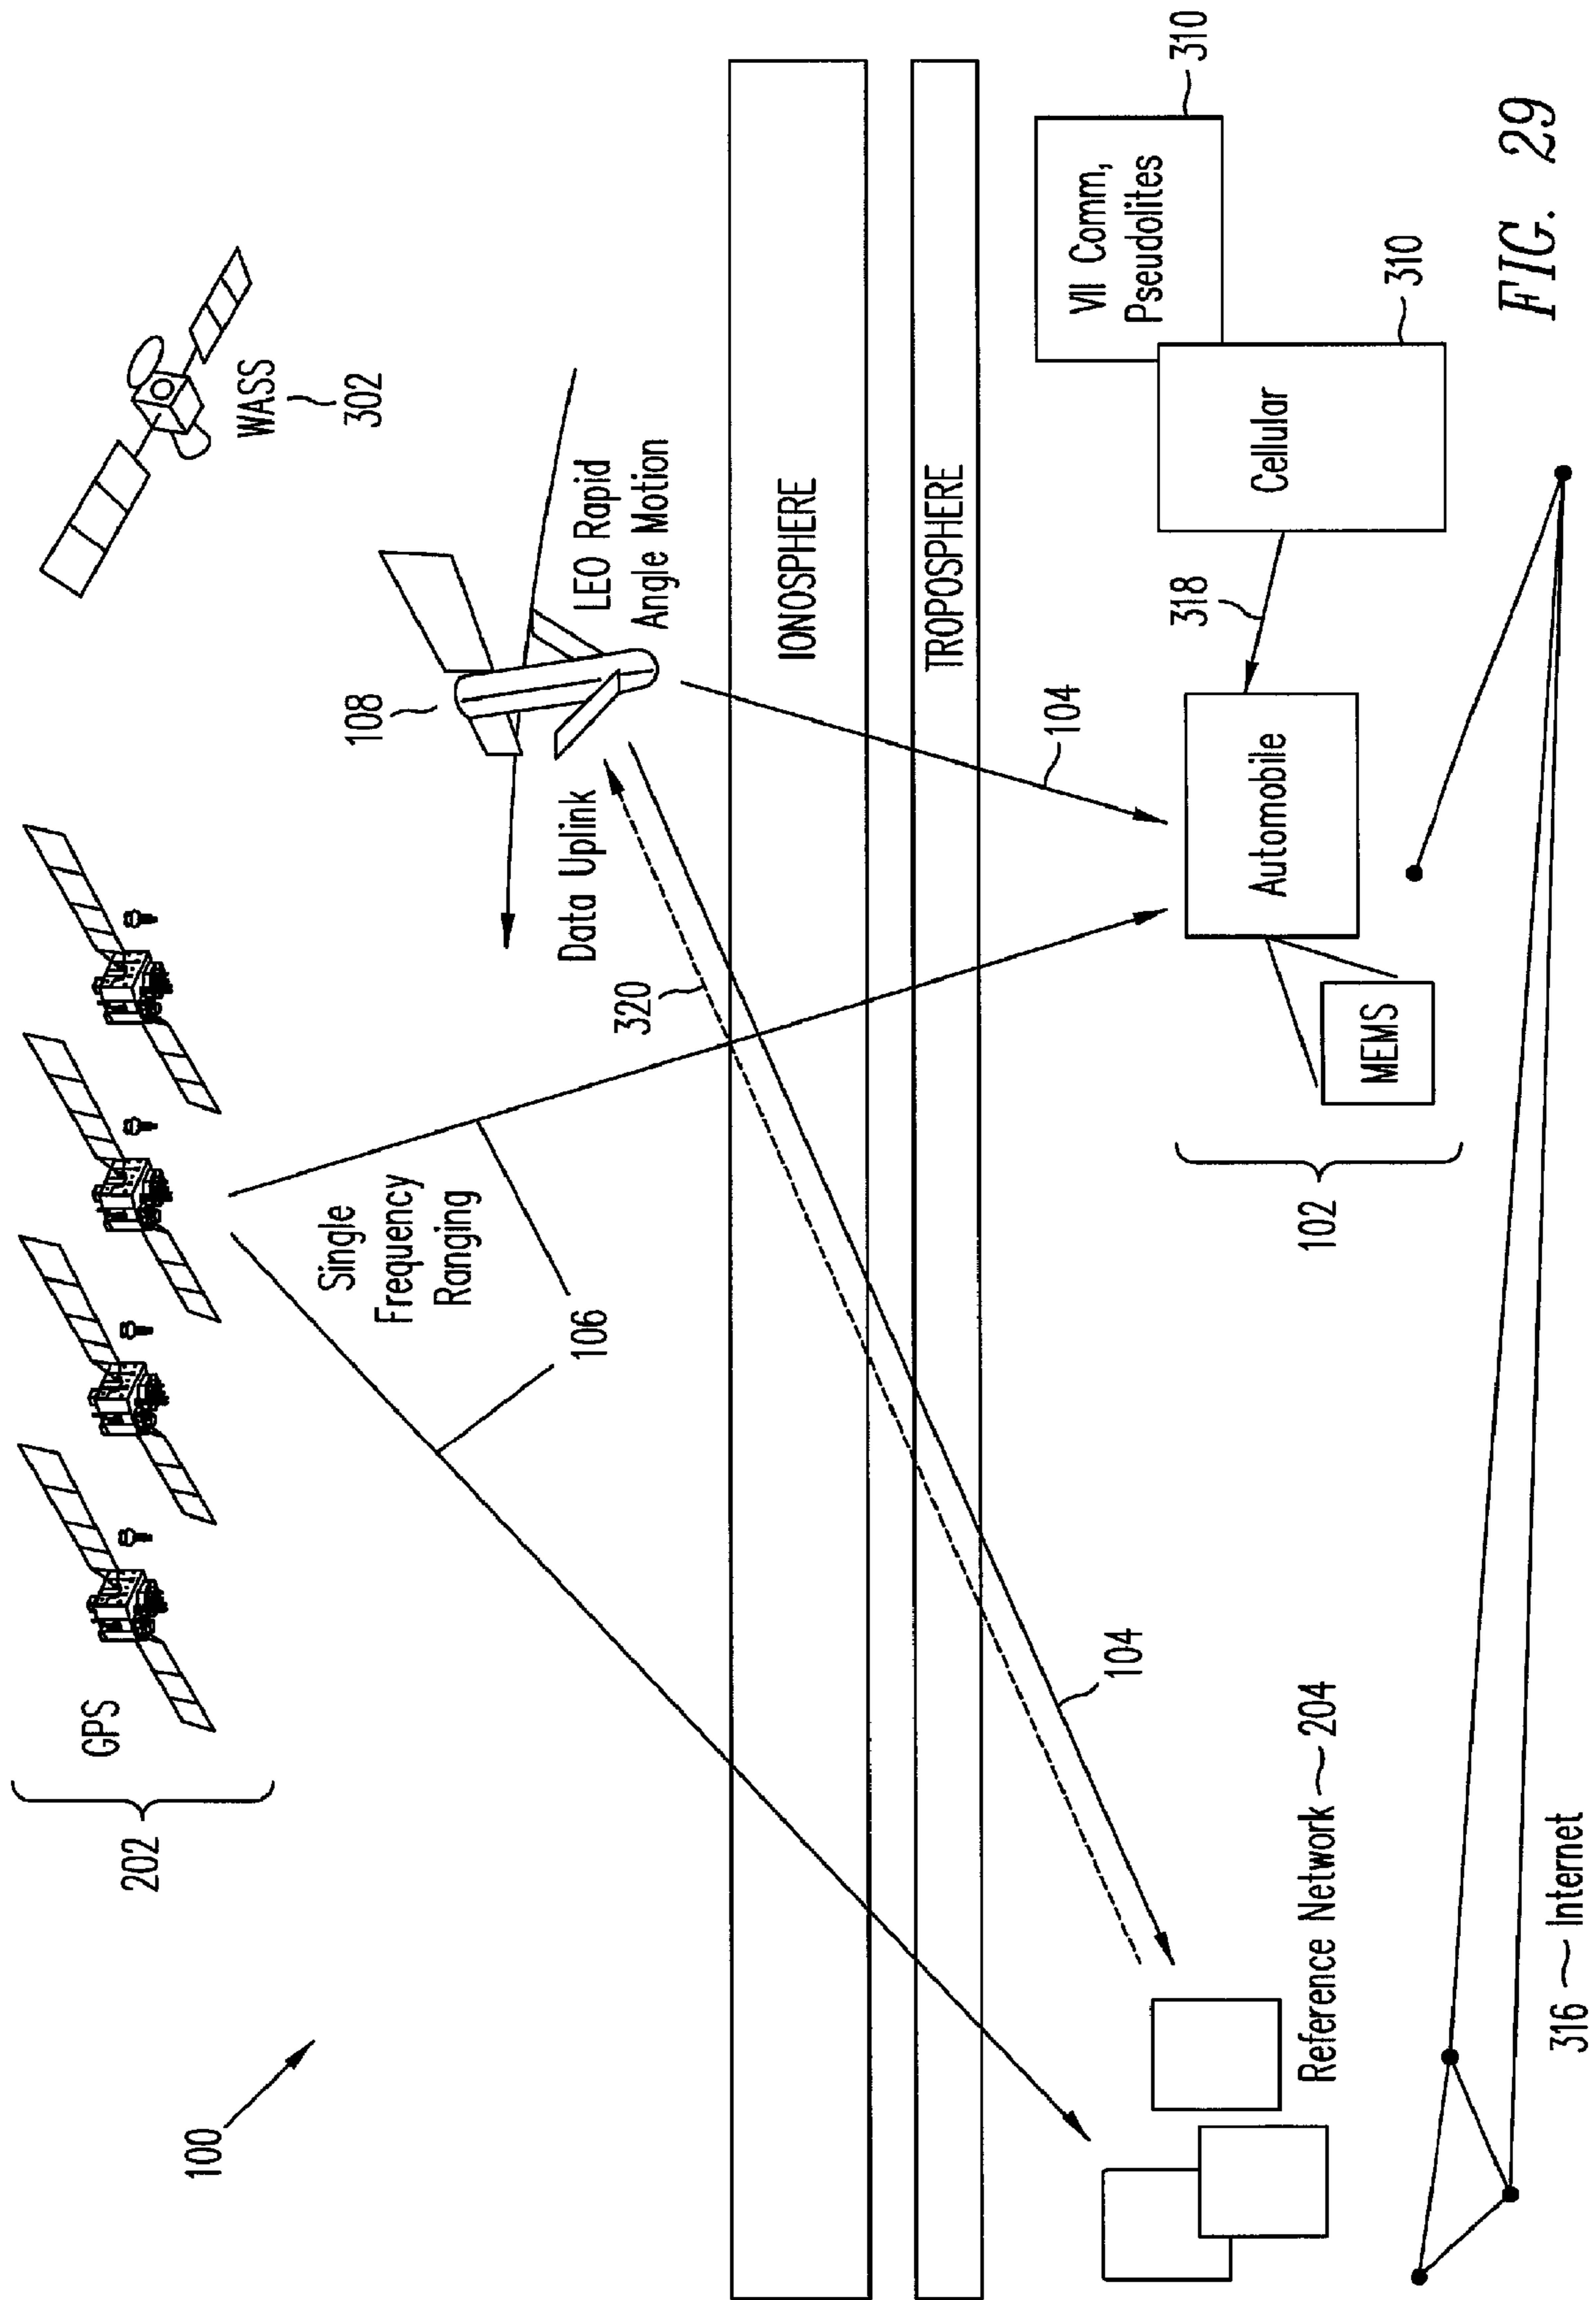 100
202
GPS
WASS
302
108
LEO Rapid
Angle Motion
Data Uplink
320
Single
Frequency
Ranging
106
IONOSPHERE
TROPOSPHERE
104
104
Reference Network 204
102
MEMS
Automobile
318
Cellular
310
VII Comm,
Pseudolites
310
316 Internet
FIG. 29